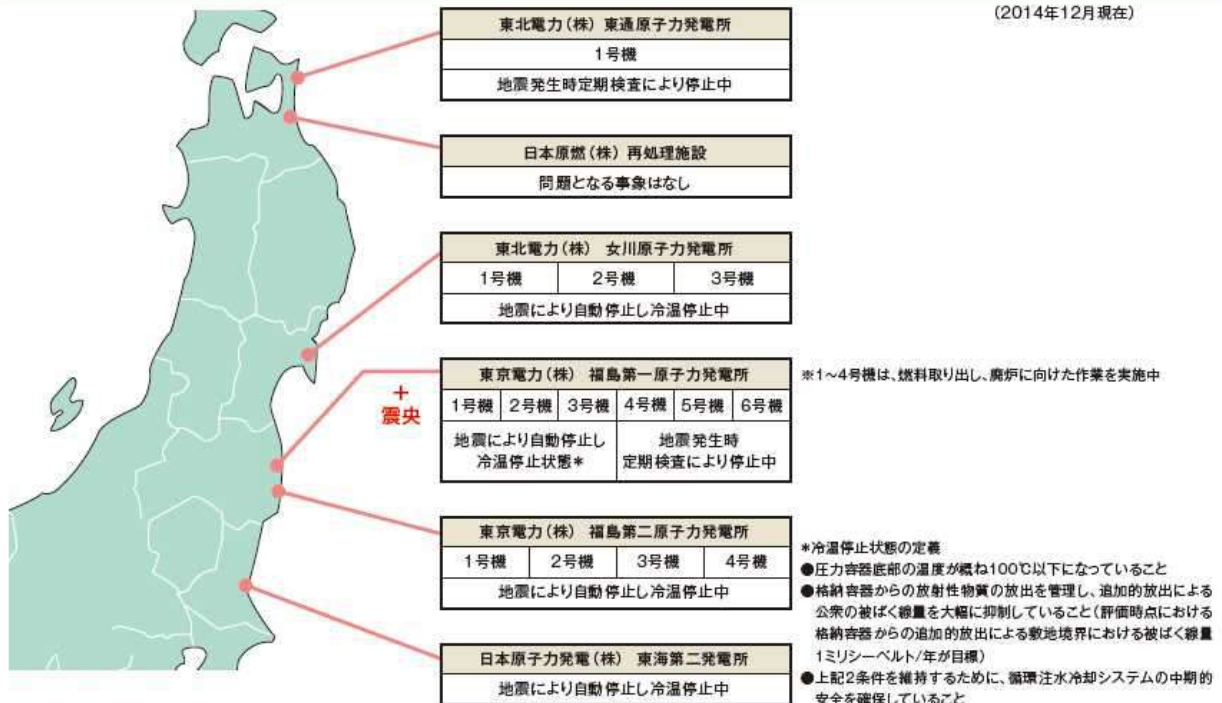 (2014年12月現在)
東北電力(株) 東通原子力発電所
1号機
地震発生時定期検査により停止中
日本原燃(株) 再処理施設
問題となる事象はなし
東北電力(株) 女川原子力発電所
1号機 2号機 3号機
地震により自動停止し冷温停止中
+
震央
東京電力(株) 福島第一原子力発電所
1号機 2号機 3号機 4号機 5号機 6号機
地震により自動停止し
冷温停止状態*
地震発生時
定期検査により停止中
※1~4号機は、燃料取り出し、廃炉に向けた作業を実施中
東京電力(株) 福島第二原子力発電所
1号機 2号機 3号機 4号機
地震により自動停止し冷温停止中
日本原子力発電(株) 東海第二発電所
地震により自動停止し冷温停止中
*冷温停止状態の定義
●圧力容器底部の温度が概ね100℃以下になっていること
●格納容器からの放射性物質の放出を管理し、追加的放出による
公衆の被ばく線量を大幅に抑制していること(評価時点における
格納容器からの追加的放出による敷地境界における被ばく線量
1ミリシーベルト/年が目標)
●上記2条件を維持するために、循環注水冷却システムの中期的
安全を確保していること